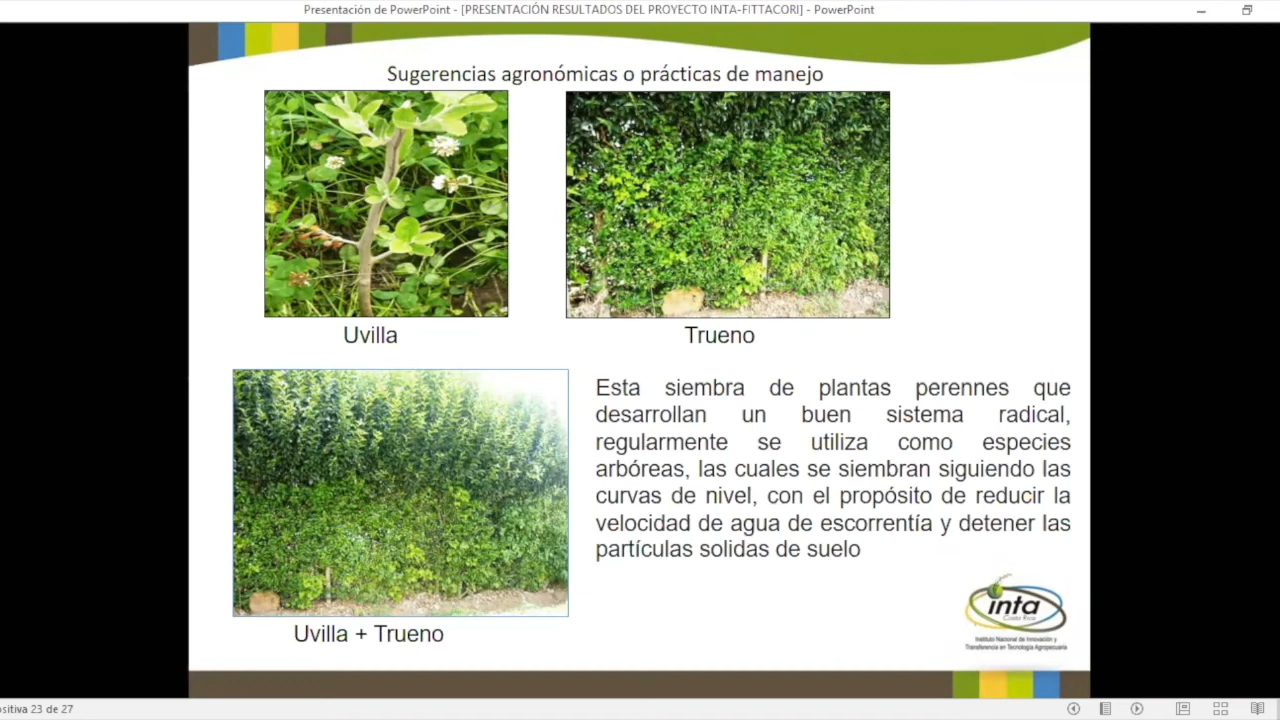 Presentación de PowerPoint - [PRESENTACIÓN RESULTADOS DEL PROYECTO INTA-FITTACORI] - PowerPoint
Sugerencias agronómicas o prácticas de manejo
Uvilla
Trueno
Esta siembra de plantas perennes que
desarrollan un buen sistema radical,
regularmente se utiliza como especies
arbóreas, las cuales se siembran siguiendo las
curvas de nivel, con el propósito de reducir la
velocidad de agua de escorrentía y detener las
partículas solidas de suelo
Uvilla + Trueno
inta
Costa Rica
Instituto Nacional de Innovación y
Transferencia en Tecnología Agropecuaria
ositiva 23 de 27